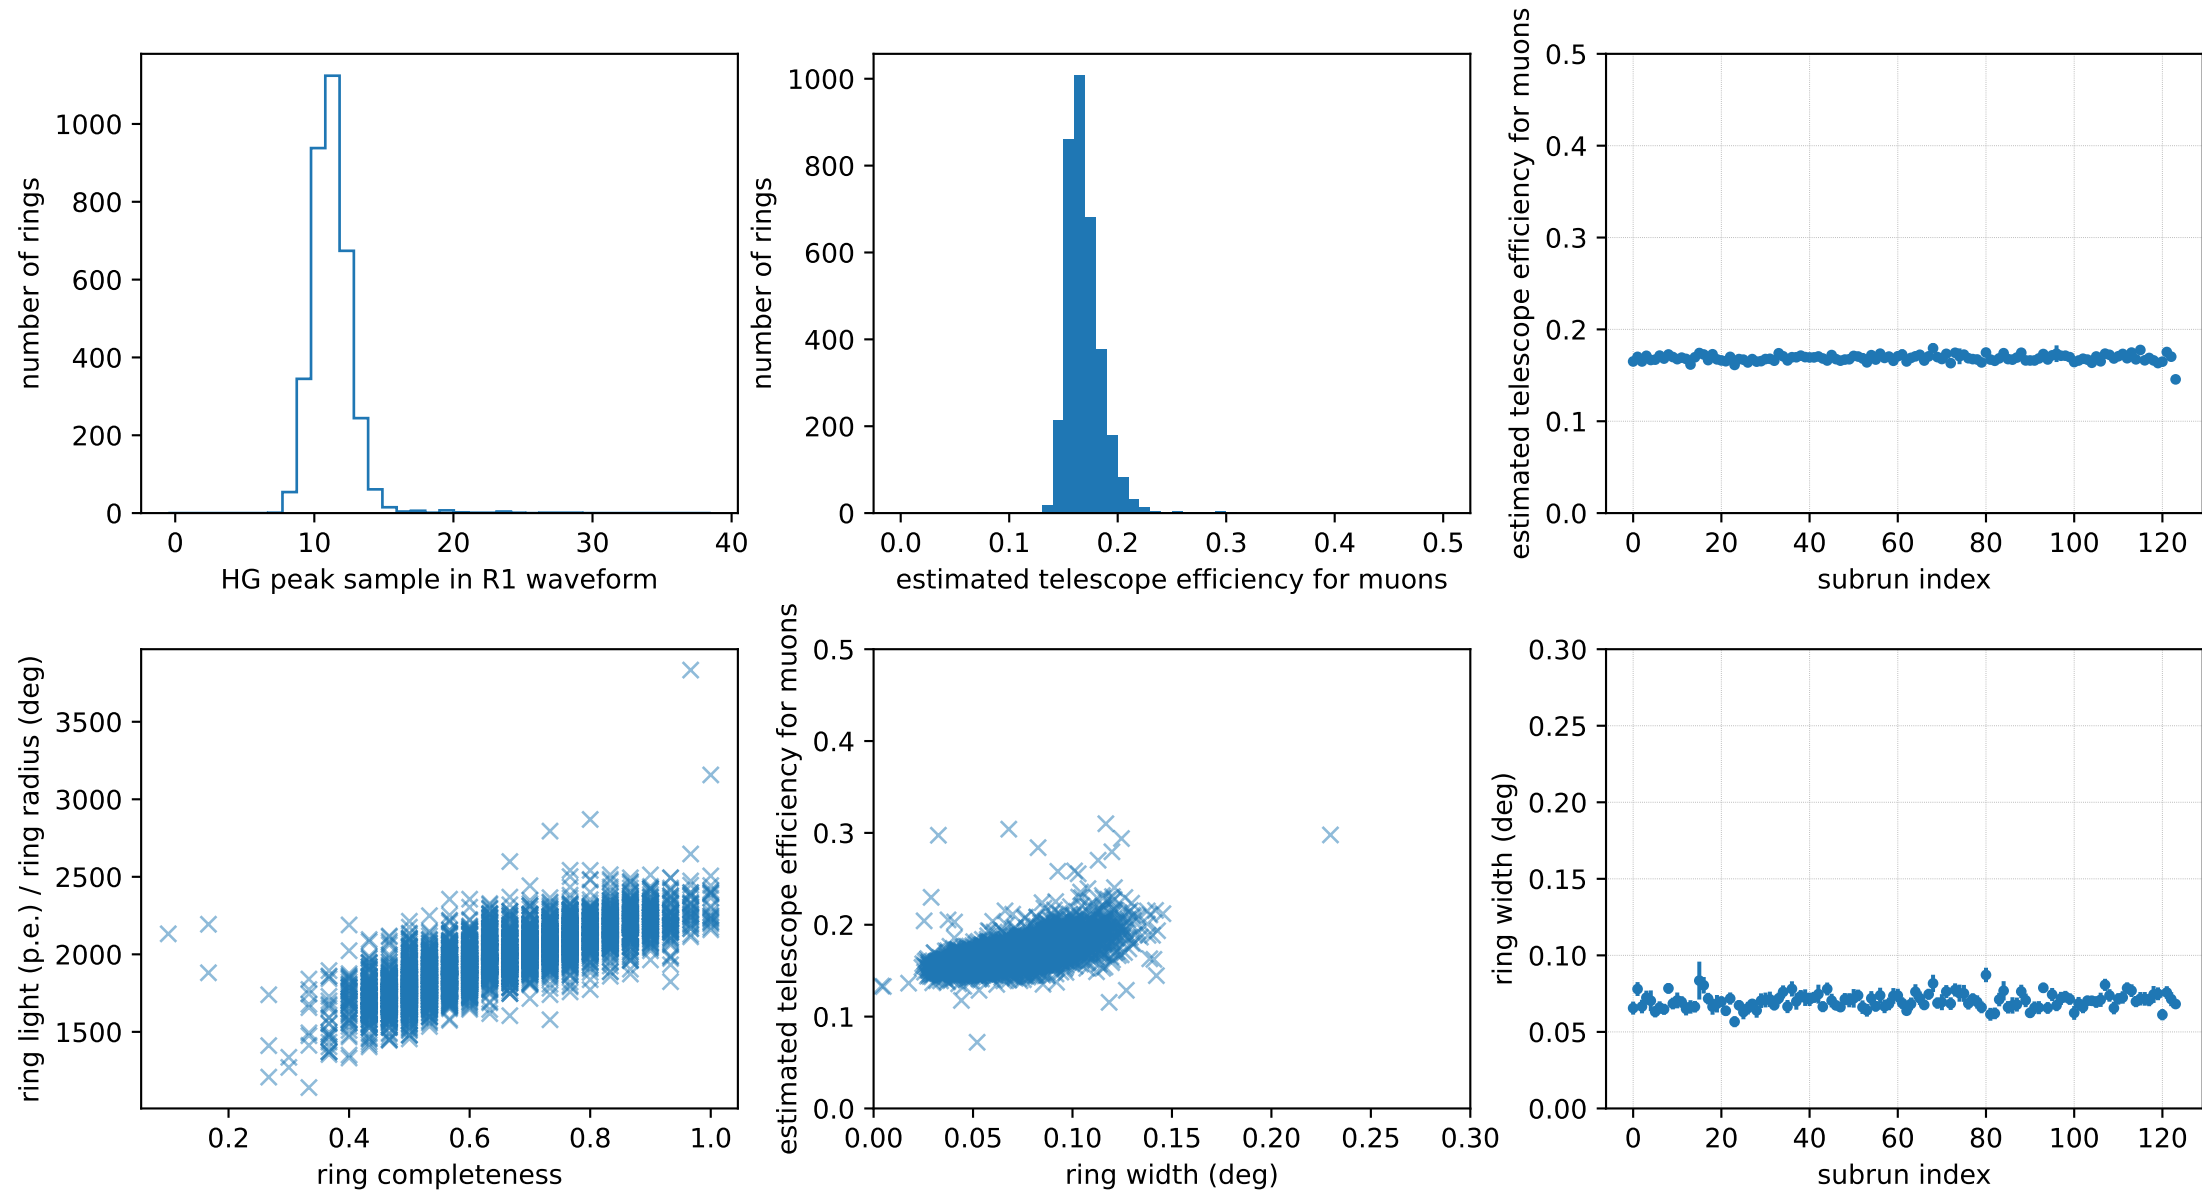 number of rings
1000
800
600
400
200
0
0 10 20 30 40
HG peak sample in R1 waveform
number of rings
1000
800
600
400
200
0
0.0 0.1 0.2 0.3 0.4 0.5
estimated telescope efficiency for muons
estimated telescope efficiency for muons
0.5
0.4
0.3
0.2
0.1
0.0
0 20 40 60 80 100 120
subrun index
ring light (p.e.) / ring radius (deg)
3500
3000
2500
2000
1500
0.2 0.4 0.6 0.8 1.0
ring completeness
estimated telescope efficiency for muons
0.5
0.4
0.3
0.2
0.1
0.0
0.00 0.05 0.10 0.15 0.20 0.25 0.30
ring width (deg)
ring width (deg)
0.30
0.25
0.20
0.15
0.10
0.05
0.00
0 20 40 60 80 100 120
subrun index